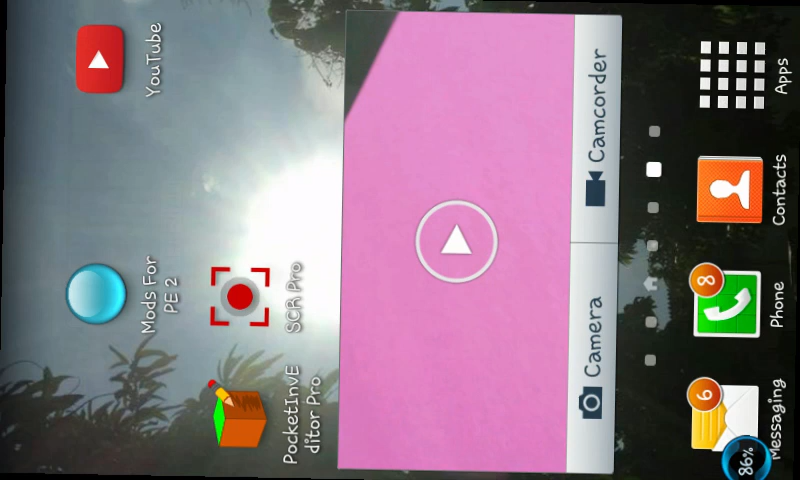 Mods For
PE 2
YouTube
PocketInvE
ditor Pro
SCR Pro
Camera
Camcorder
6
8
86%
Messaging
Phone
Contacts
Apps